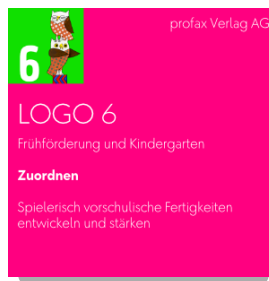 profax Verlag AG
6
LOGO 6
Frühförderung und Kindergarten
Zuordnen
Spielerisch vorschulische Fertigkeiten
entwickeln und stärken